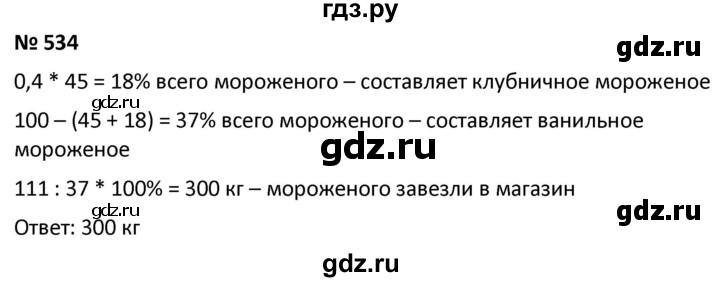 гдз.ру
№ 534
gdz.ru
0,4 * 45 = 18% всего мороженого – составляет клубничное мороженое
gdz.ru
gdz.ru
100 – (45 + 18) = 37% всего мороженого – составляет ванильное
мороженое
gdz.ru
111 : 37 * 100% = 300 кг – мороженого завезли в магазин
gdz.ru
gdz.ru
Ответ: 300 кг
gdz.ru